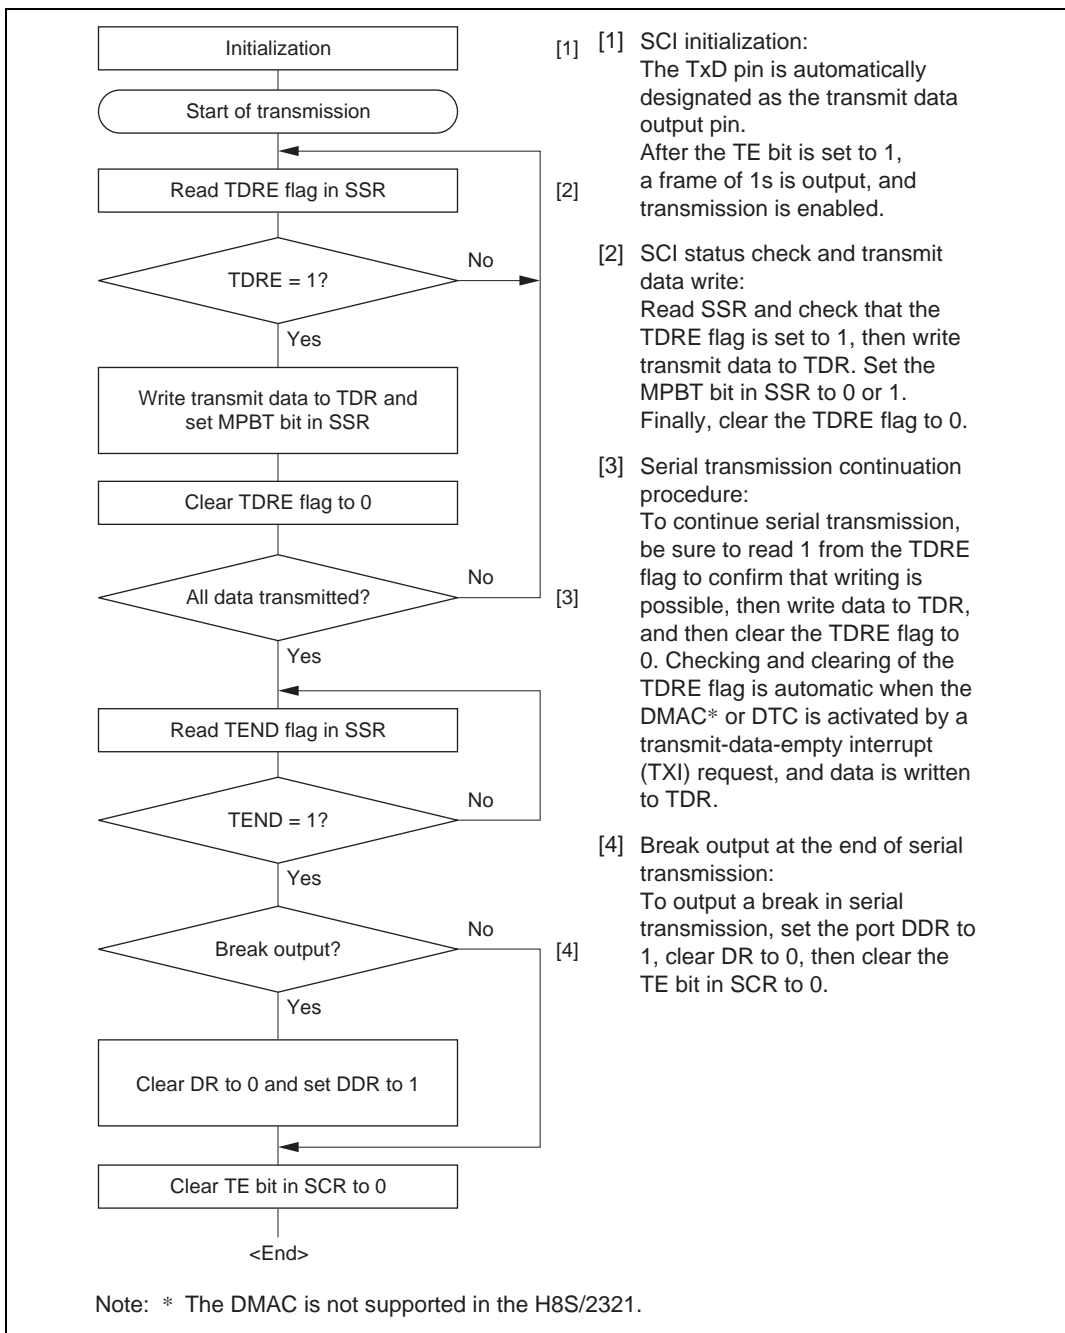 Initialization
[1]
Start of transmission
Read TDRE flag in SSR
[2]
TDRE = 1?
No
Yes
Write transmit data to TDR and
set MPBT bit in SSR
Clear TDRE flag to 0
All data transmitted?
No
[3]
Yes
Read TEND flag in SSR
TEND = 1?
No
Yes
Break output?
No
[4]
Yes
Clear DR to 0 and set DDR to 1
Clear TE bit in SCR to 0
<End>
[1] SCI initialization:
The TxD pin is automatically
designated as the transmit data
output pin.
After the TE bit is set to 1,
a frame of 1s is output, and
transmission is enabled.
[2] SCI status check and transmit
data write:
Read SSR and check that the
TDRE flag is set to 1, then write
transmit data to TDR. Set the
MPBT bit in SSR to 0 or 1.
Finally, clear the TDRE flag to 0.
[3] Serial transmission continuation
procedure:
To continue serial transmission,
be sure to read 1 from the TDRE
flag to confirm that writing is
possible, then write data to TDR,
and then clear the TDRE flag to
0. Checking and clearing of the
TDRE flag is automatic when the
DMAC* or DTC is activated by a
transmit-data-empty interrupt
(TXI) request, and data is written
to TDR.
[4] Break output at the end of serial
transmission:
To output a break in serial
transmission, set the port DDR to
1, clear DR to 0, then clear the
TE bit in SCR to 0.
Note: * The DMAC is not supported in the H8S/2321.